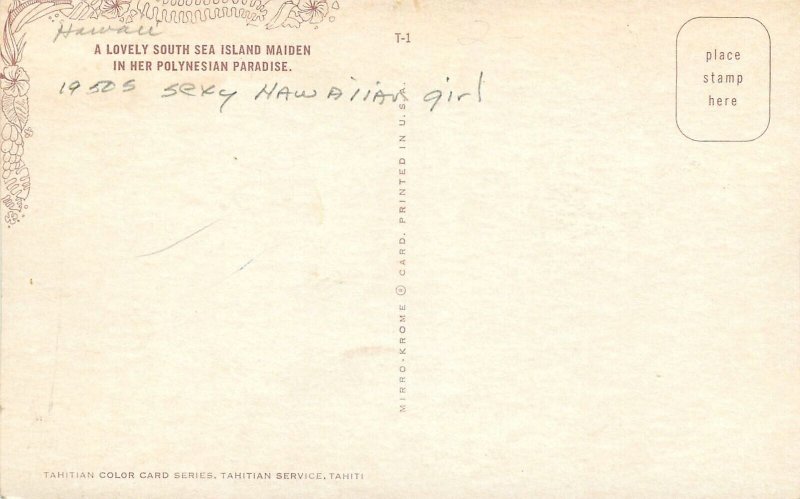 Hawaii
A LOVELY SOUTH SEA ISLAND MAIDEN
IN HER POLYNESIAN PARADISE.
T-1
place
stamp
here
1950s sexy HAWAiiAN girl
MIRRO-KROME ® CARD, PRINTED IN U.S.A.
TAHITIAN COLOR CARD SERIES, TAHITIAN SERVICE, TAHITI